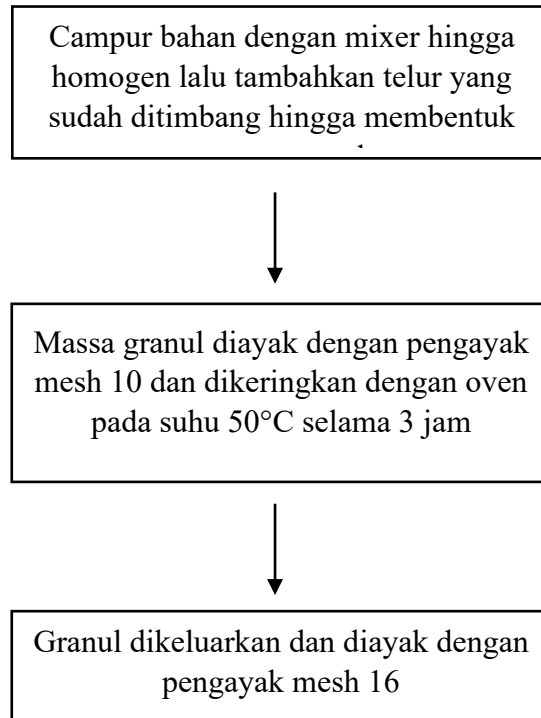 Campur bahan dengan mixer hingga
homogen lalu tambahkan telur yang
sudah ditimbang hingga membentuk
Massa granul diayak dengan pengayak
mesh 10 dan dikeringkan dengan oven
pada suhu 50°C selama 3 jam
Granul dikeluarkan dan diayak dengan
pengayak mesh 16